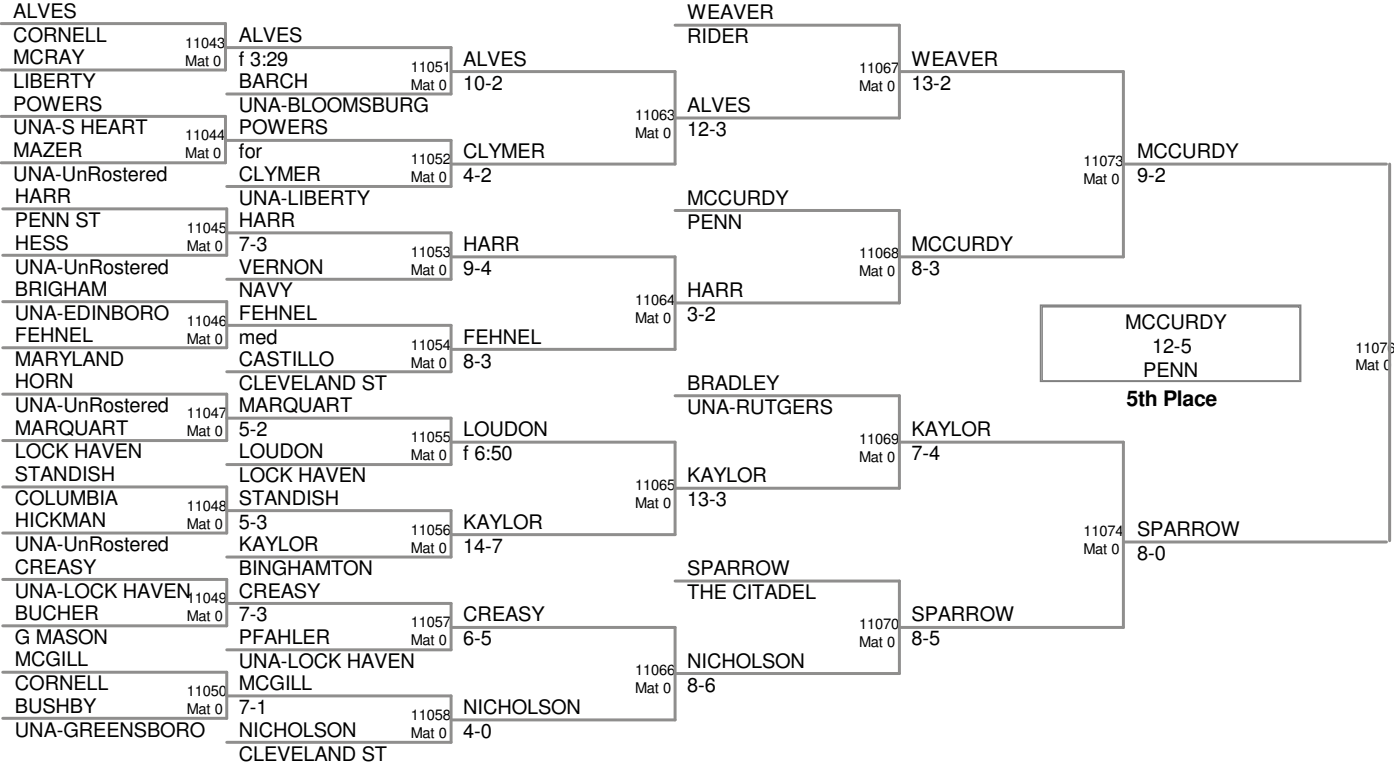 ALVES
CORNELL
11043
MCRAY
Mat 0
LIBERTY
POWERS
UNA-S HEART
11044
MAZER
Mat 0
UNA-UnRostered
HARR
PENN ST
11045
HESS
Mat 0
UNA-UnRostered
BRIGHAM
UNA-EDINBORO
11046
FEHNEL
Mat 0
MARYLAND
HORN
UNA-UnRostered
11047
MARQUART
Mat 0
LOCK HAVEN
STANDISH
COLUMBIA
11048
HICKMAN
Mat 0
UNA-UnRostered
CREASY
UNA-LOCK HAVEN
11049
BUCHER
Mat 0
G MASON
MCGILL
CORNELL
11050
BUSHBY
Mat 0
UNA-GREENSBORO
ALVES
f 3:29
11051
BARCH
Mat 0
UNA-BLOOMSBURG
POWERS
for
11052
CLYMER
Mat 0
UNA-LIBERTY
HARR
7-3
11053
VERNON
Mat 0
NAVY
FEHNEL
med
11054
CASTILLO
Mat 0
CLEVELAND ST
MARQUART
5-2
11055
LOUDON
Mat 0
LOCK HAVEN
STANDISH
5-3
11056
KAYLOR
Mat 0
BINGHAMTON
CREASY
7-3
11057
PFAHLER
Mat 0
UNA-LOCK HAVEN
MCGILL
7-1
11058
NICHOLSON
Mat 0
CLEVELAND ST
ALVES
10-2
11063
Mat 0
CLYMER
4-2
HARR
9-4
11064
Mat 0
FEHNEL
8-3
LOUDON
f 6:50
11065
Mat 0
KAYLOR
14-7
CREASY
6-5
11066
Mat 0
NICHOLSON
4-0
WEAVER
RIDER
11067
Mat 0
ALVES
12-3
MCCURDY
PENN
11068
Mat 0
HARR
3-2
BRADLEY
UNA-RUTGERS
11069
Mat 0
KAYLOR
13-3
SPARROW
THE CITADEL
11070
Mat 0
NICHOLSON
8-6
WEAVER
13-2
11073
Mat 0
MCCURDY
8-3
KAYLOR
7-4
11074
Mat 0
SPARROW
8-5
MCCURDY
9-2
11076
Mat 0
SPARROW
8-0
MCCURDY
12-5
PENN
5th Place